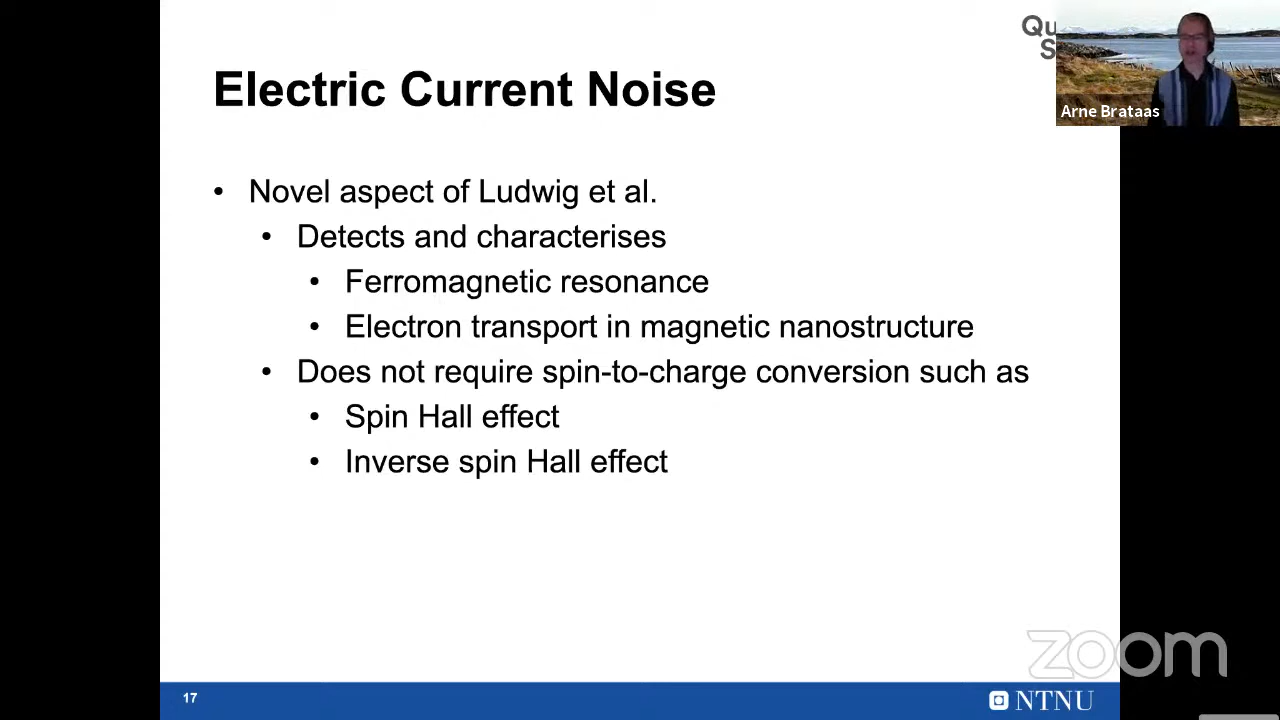 Electric Current Noise
Arne Brataas
• Novel aspect of Ludwig et al.
• Detects and characterises
• Ferromagnetic resonance
• Electron transport in magnetic nanostructure
• Does not require spin-to-charge conversion such as
• Spin Hall effect
• Inverse spin Hall effect
zoom
17
NTNU